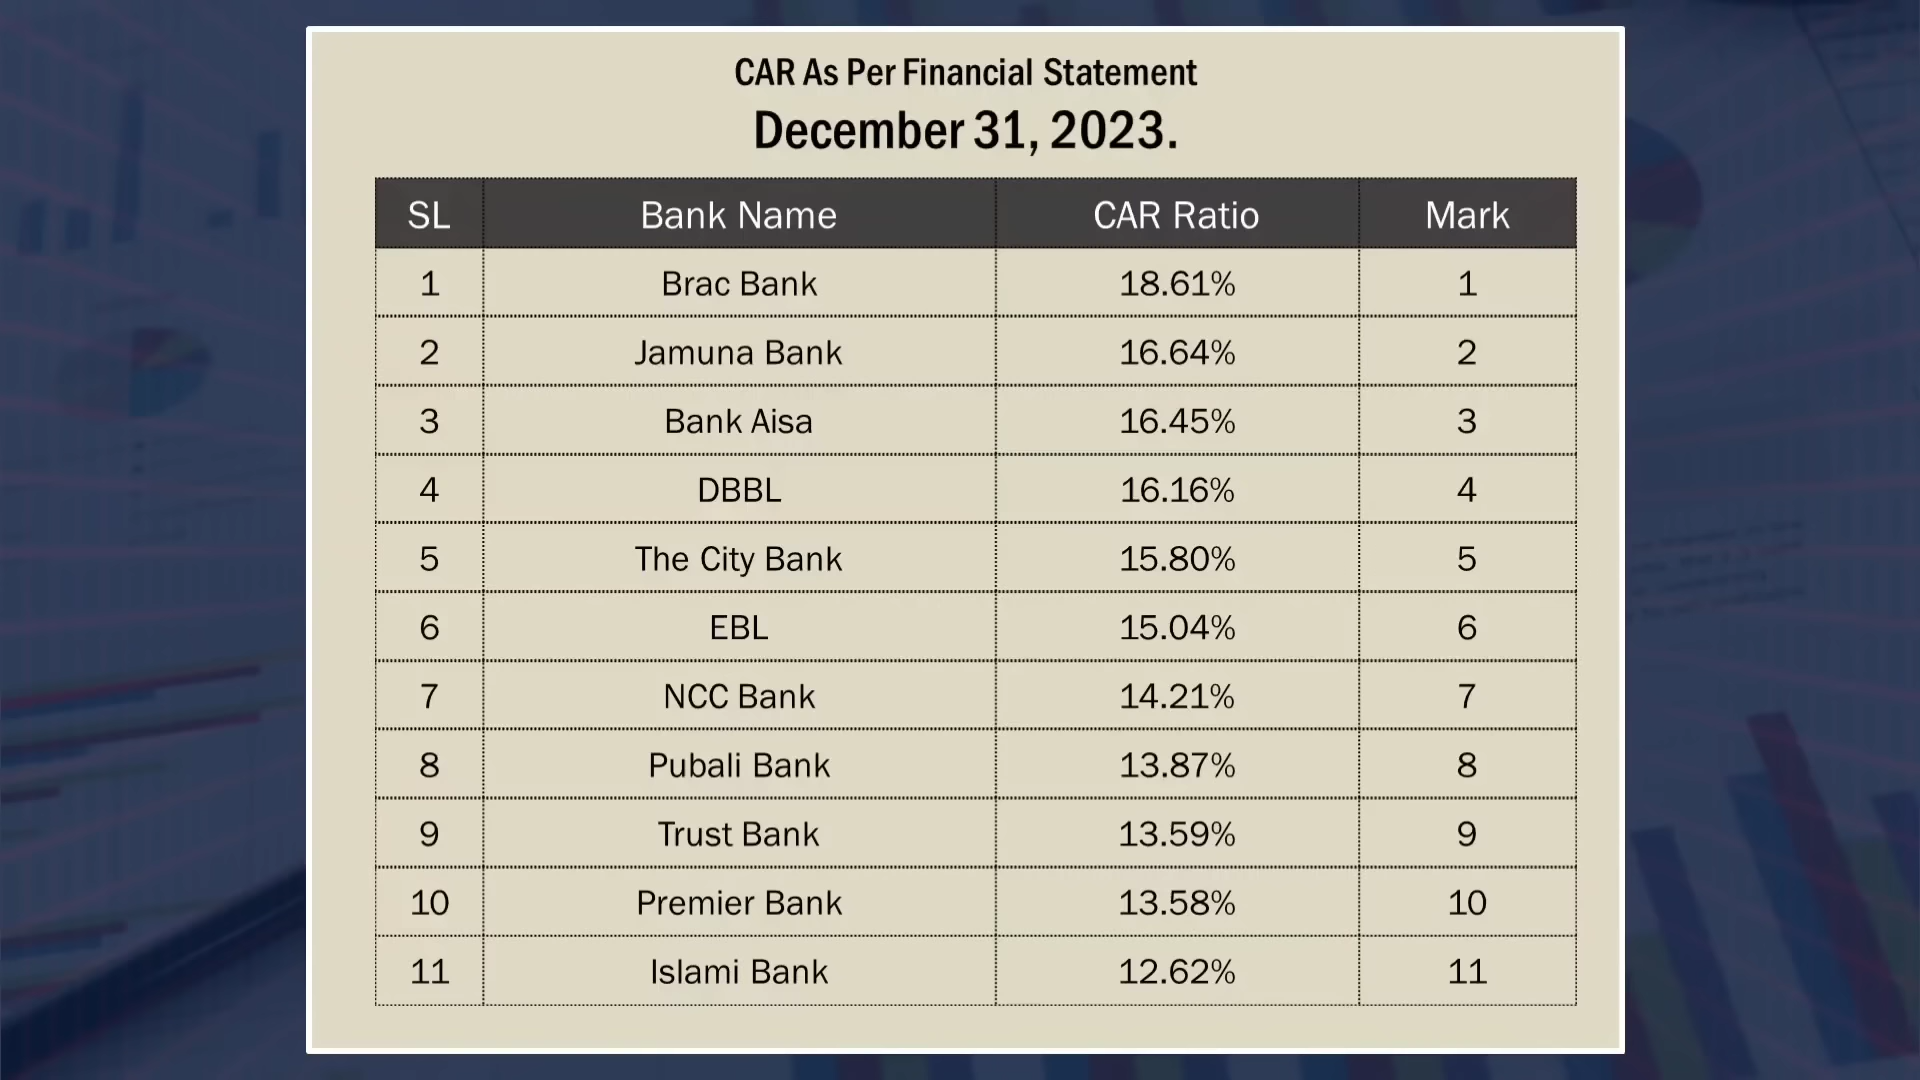 CAR As Per Financial Statement
December 31, 2023.
SL Bank Name CAR Ratio Mark
1 Brac Bank 18.61% 1
2 Jamuna Bank 16.64% 2
3 Bank Aisa 16.45% 3
4 DBBL 16.16% 4
5 The City Bank 15.80% 5
6 EBL 15.04% 6
7 NCC Bank 14.21% 7
8 Pubali Bank 13.87% 8
9 Trust Bank 13.59% 9
10 Premier Bank 13.58% 10
11 Islami Bank 12.62% 11